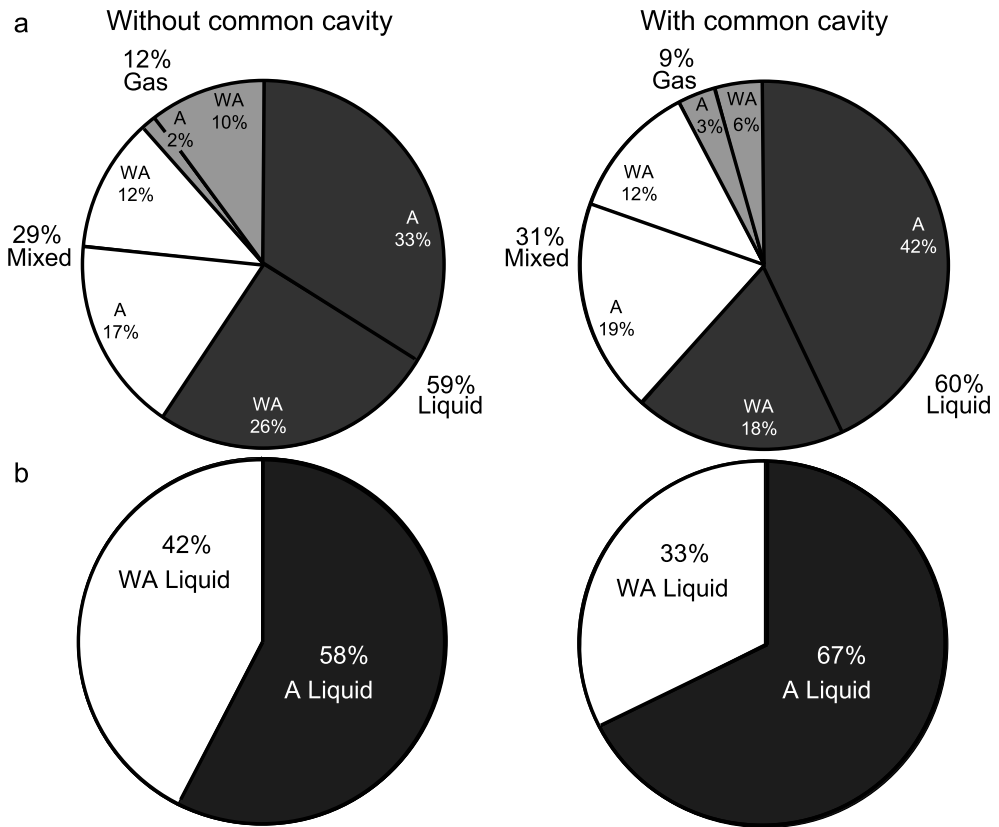 a
Without common cavity
With common cavity
12%
Gas
WA
10%
A
2%
WA
12%
29%
Mixed
A
17%
A
33%
59%
Liquid
WA
26%
9%
Gas
A
3%
WA
6%
WA
12%
31%
Mixed
A
19%
A
42%
60%
Liquid
WA
18%
b
42%
WA Liquid
58%
A Liquid
33%
WA Liquid
67%
A Liquid